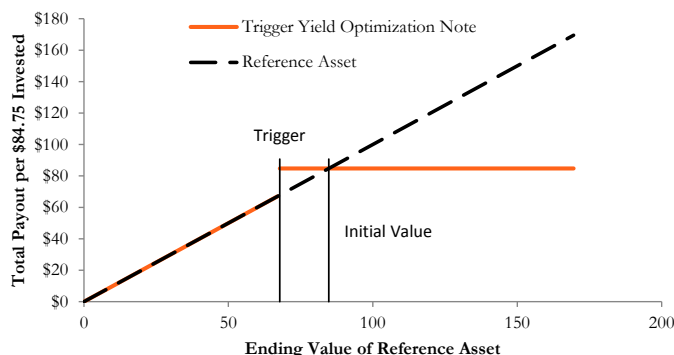 Total Payout per $84.75 Invested
$180
$160
$140
$120
$100
$80
$60
$40
$20
$0
Trigger Yield Optimization Note
Reference Asset
Trigger
Initial Value
0
50
100
150
200
Ending Value of Reference Asset